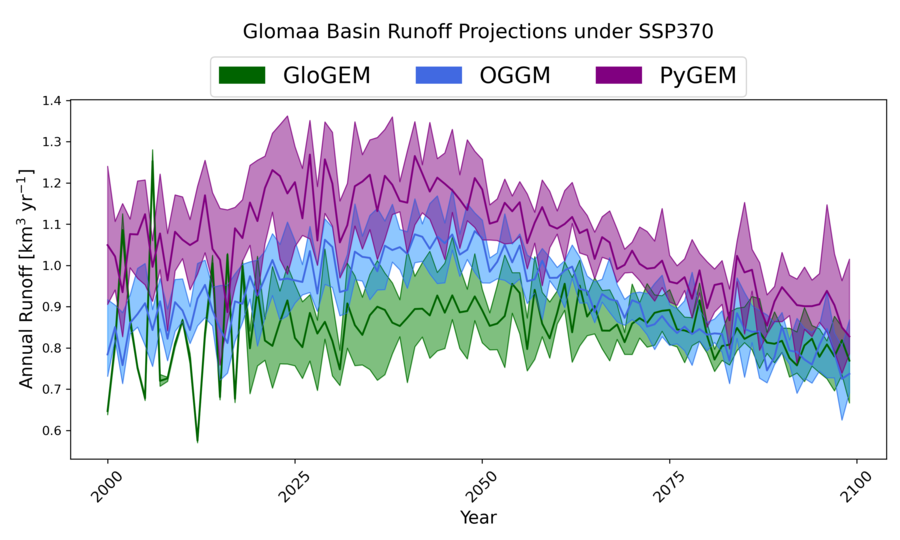 Glomaa Basin Runoff Projections under SSP370
GloGEM OGGM PyGEM
1.4
1.3
1.2
1.1
1.0
0.9
0.8
0.7
0.6
Annual Runoff [km³ yr⁻¹]
2000 2025 2050 2075 2100
Year